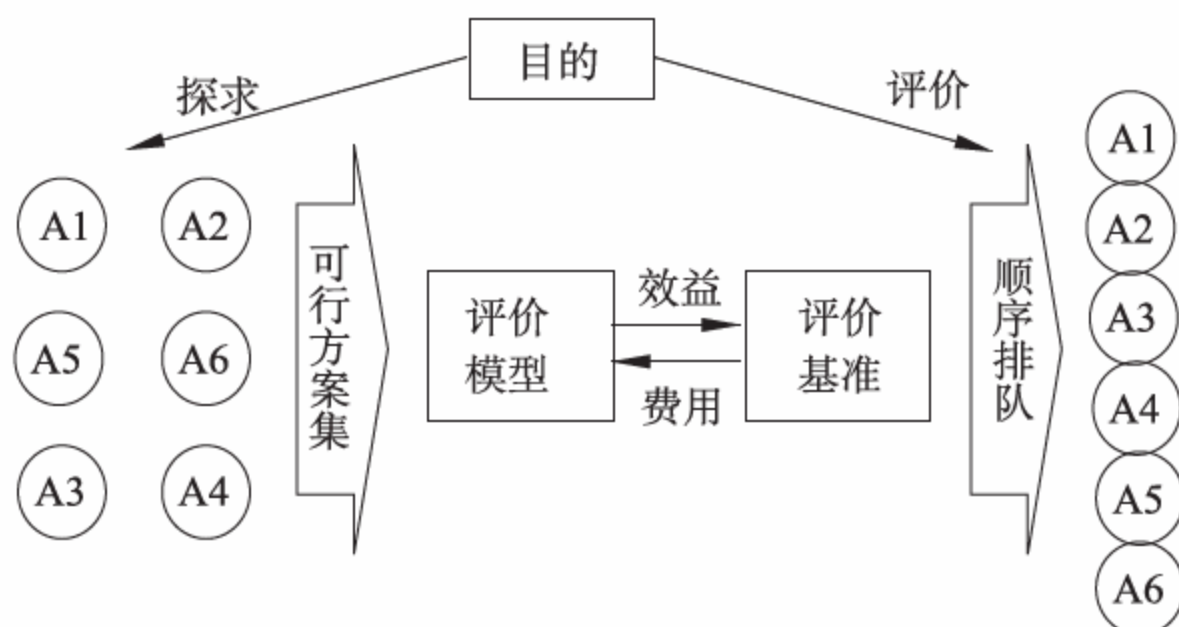 目的
探求
评价
A1 A2
A5 A6
A3 A4
可行方案集
评价
模型
效益
费用
评价
基准
顺序排队
A1
A2
A3
A4
A5
A6